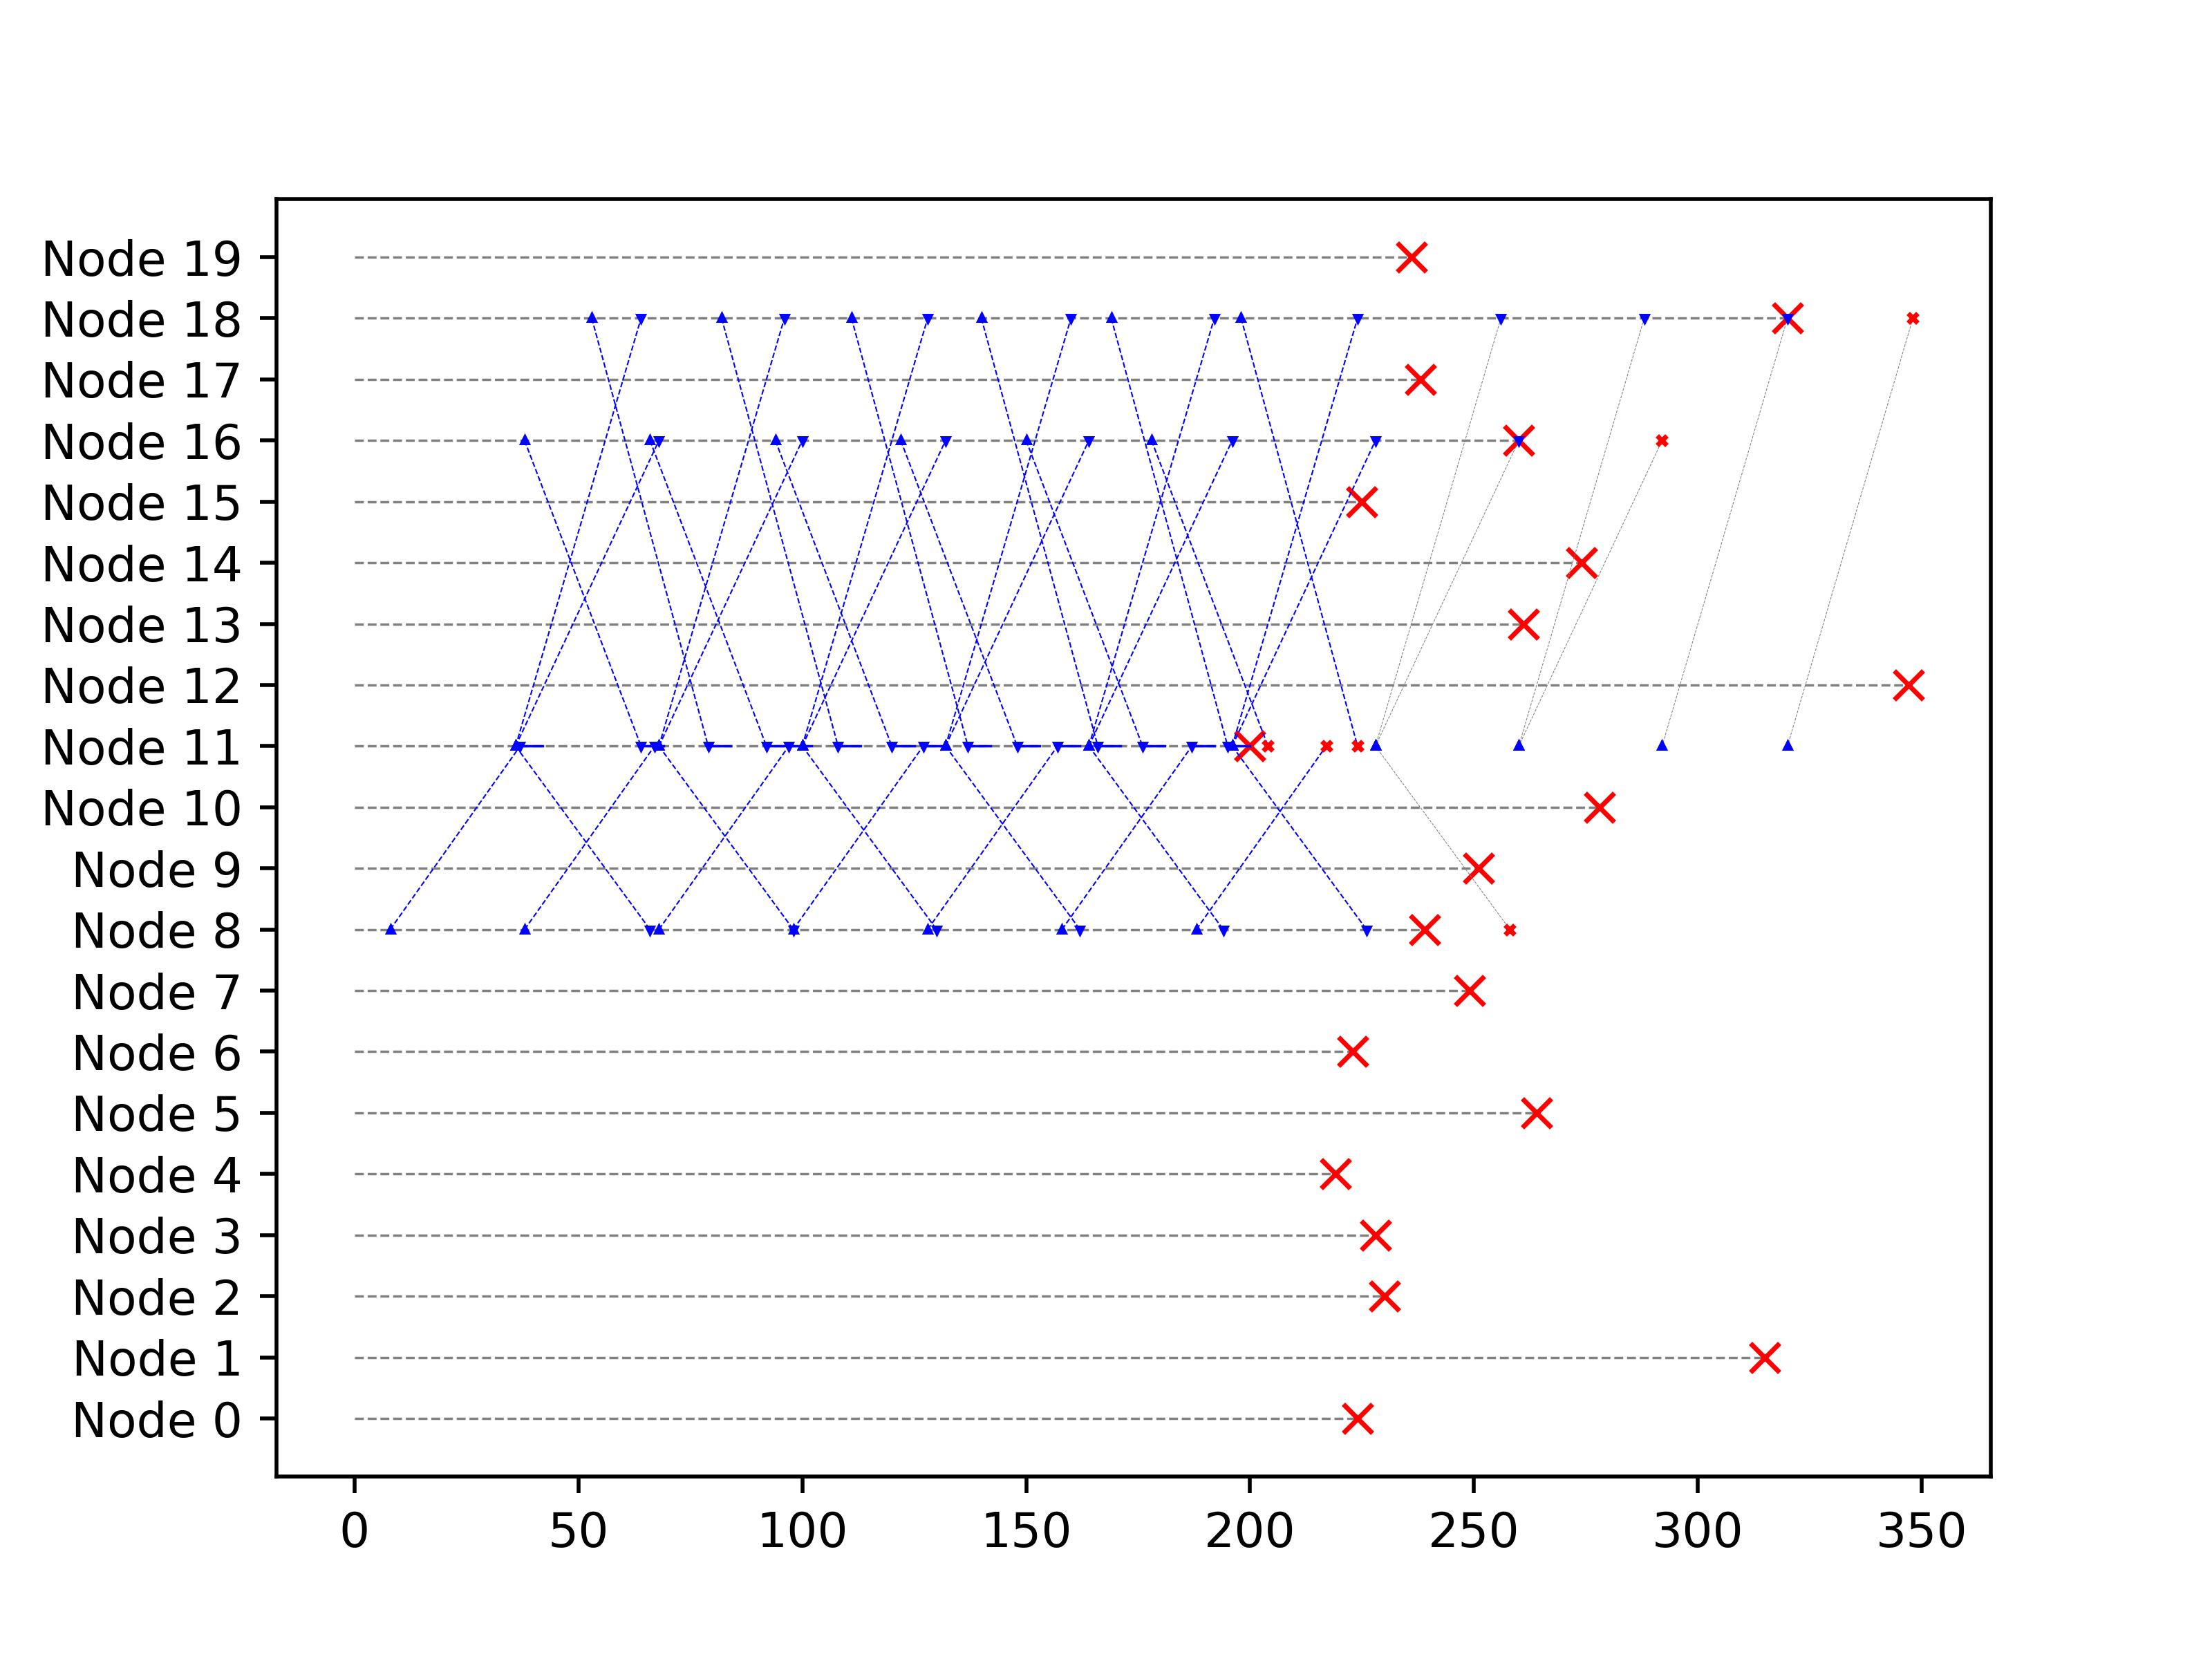 Node 19
Node 18
Node 17
Node 16
Node 15
Node 14
Node 13
Node 12
Node 11
Node 10
Node 9
Node 8
Node 7
Node 6
Node 5
Node 4
Node 3
Node 2
Node 1
Node 0
0 50 100 150 200 250 300 350